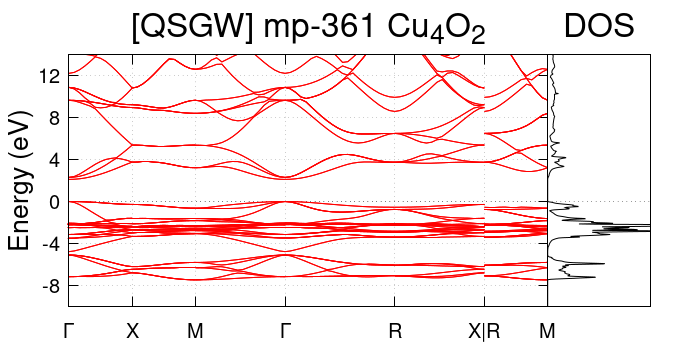 [QSGW] mp-361 Cu₄O₂ DOS
Energy (eV)
12
8
4
0
-4
-8
Γ X M Γ R X|R M